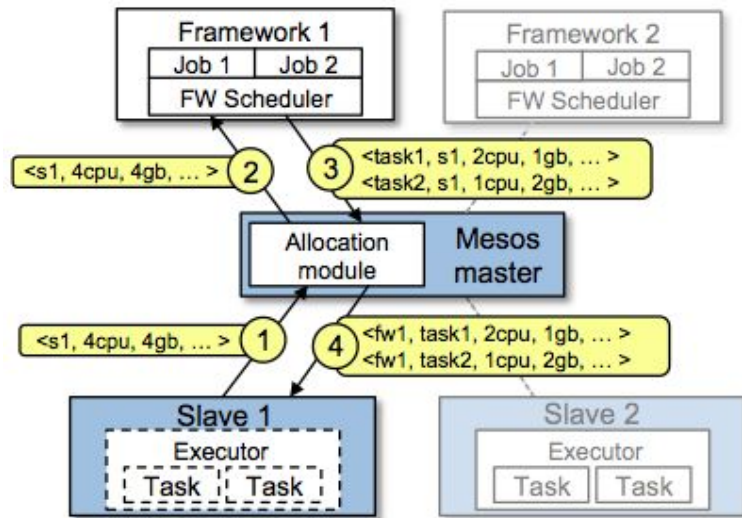 Framework 1
Job 1 Job 2
FW Scheduler
Framework 2
Job 1 Job 2
FW Scheduler
<s1, 4cpu, 4gb, ... >
2
3
<task1, s1, 2cpu, 1gb, ... >
<task2, s1, 1cpu, 2gb, ... >
Allocation
module
Mesos
master
<s1, 4cpu, 4gb, ... >
1
4
<fw1, task1, 2cpu, 1gb, ... >
<fw1, task2, 1cpu, 2gb, ... >
Slave 1
Executor
Task Task
Slave 2
Executor
Task Task